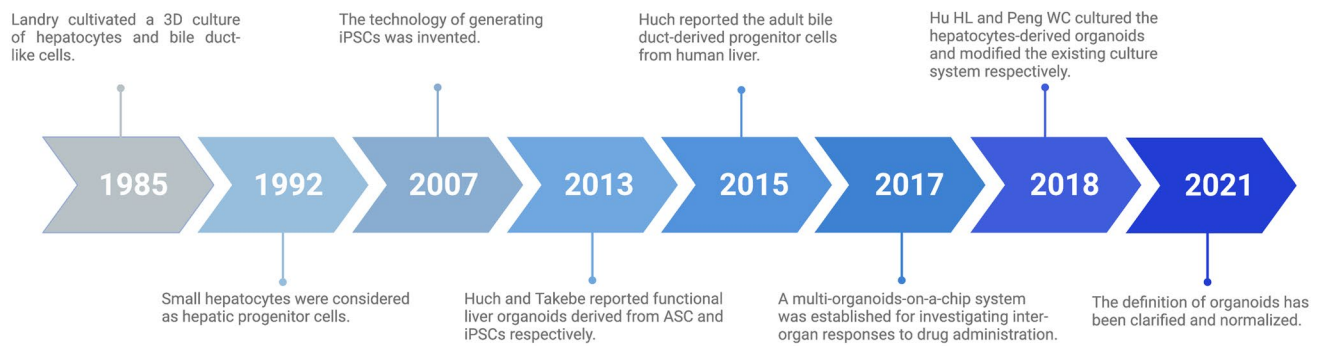 Landry cultivated a 3D culture
of hepatocytes and bile duct-
like cells.
The technology of generating
iPSCs was invented.
Huch reported the adult bile
duct-derived progenitor cells
from human liver.
Hu HL and Peng WC cultured the
hepatocytes-derived organoids
and modified the existing culture
system respectively.
1985
1992
2007
2013
2015
2017
2018
2021
Small hepatocytes were considered
as hepatic progenitor cells.
Huch and Takebe reported functional
liver organoids derived from ASC and
iPSCs respectively.
A multi-organoids-on-a-chip system
was established for investigating inter-
organ responses to drug administration.
The definition of organoids has
been clarified and normalized.